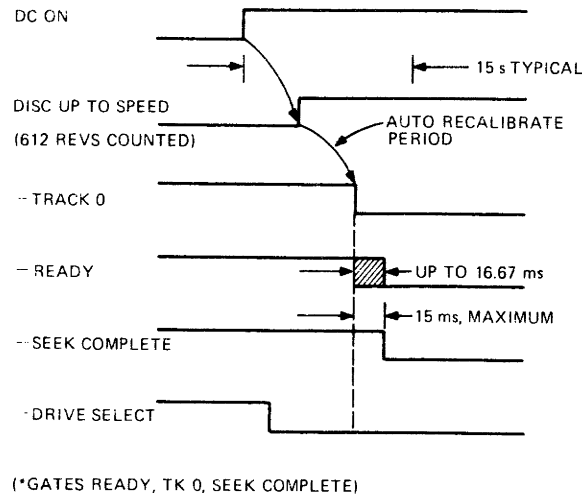 DC ON
15 s TYPICAL
DISC UP TO SPEED
(612 REVS COUNTED)
AUTO RECALIBRATE
PERIOD
-TRACK 0
-READY
UP TO 16.67 ms
15 ms, MAXIMUM
-SEEK COMPLETE
-DRIVE SELECT
(*GATES READY, TK 0, SEEK COMPLETE)